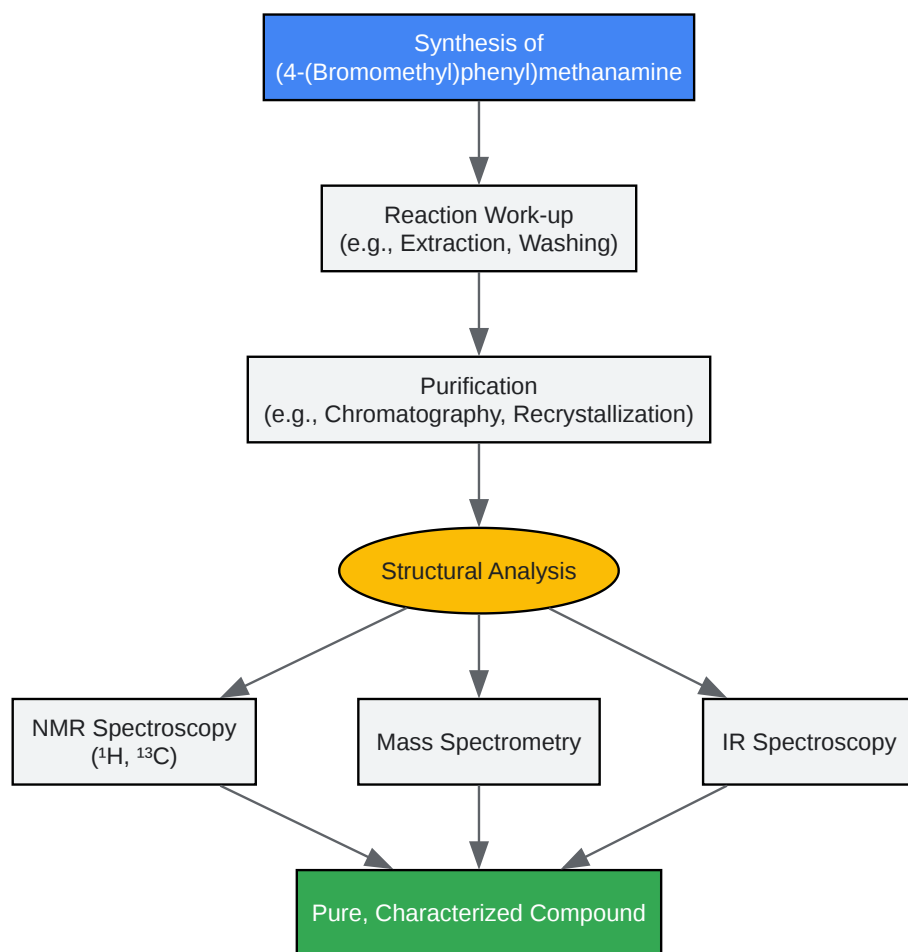 Synthesis of
(4-(Bromomethyl)phenyl)methanamine
Reaction Work-up
(e.g., Extraction, Washing)
Purification
(e.g., Chromatography, Recrystallization)
Structural Analysis
NMR Spectroscopy
(¹H, ¹³C)
Mass Spectrometry
IR Spectroscopy
Pure, Characterized Compound